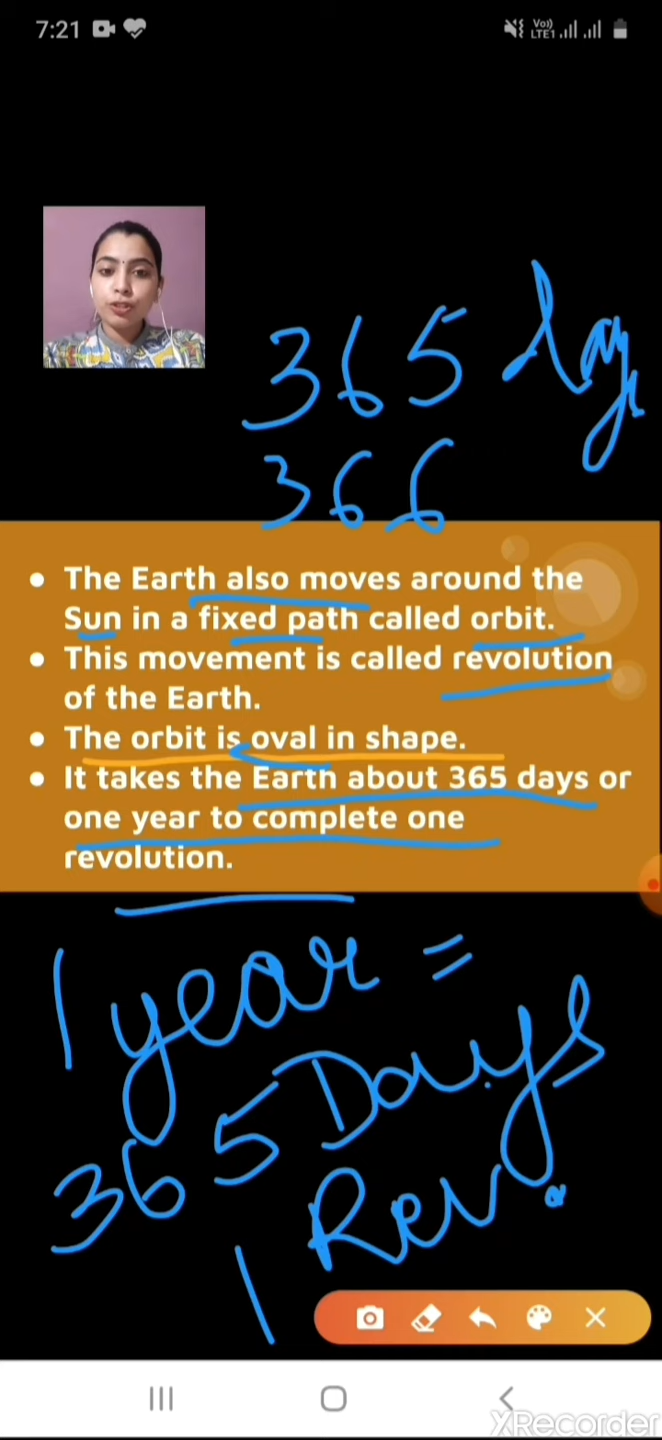 7:21
Vo))
LTE1
365 days
366
• The Earth also moves around the
Sun in a fixed path called orbit.
• This movement is called revolution
of the Earth.
• The orbit is oval in shape.
• It takes the Earth about 365 days or
one year to complete one
revolution.
1 year =
365 Days
1 Rev.
XRecorder